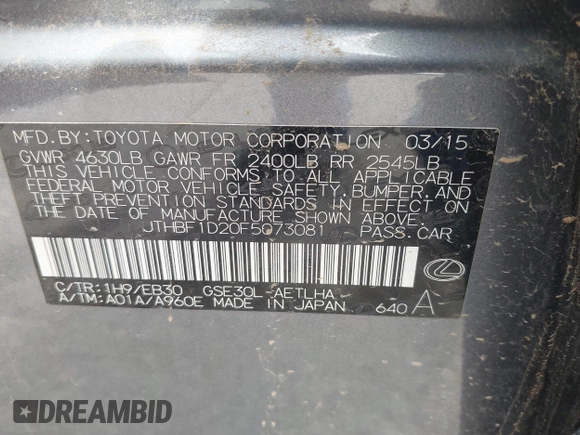 MFD.BY:TOYOTA MOTOR CORPORATION 03/15
GVWR 4630LB GAWR FR 2400LB RR 2545LB
THIS VEHICLE CONFORMS TO ALL APPLICABLE
FEDERAL MOTOR VEHICLE SAFETY, BUMPER, AND
THEFT PREVENTION STANDARDS IN EFFECT ON
THE DATE OF MANUFACTURE SHOWN ABOVE.
JTHBF1D20F5073081 PASS.CAR
C/TR:1H9/EB30 GSE30L-AETLHA
A/TM:A01A/A960E MADE IN JAPAN 640 A
DREAMBID